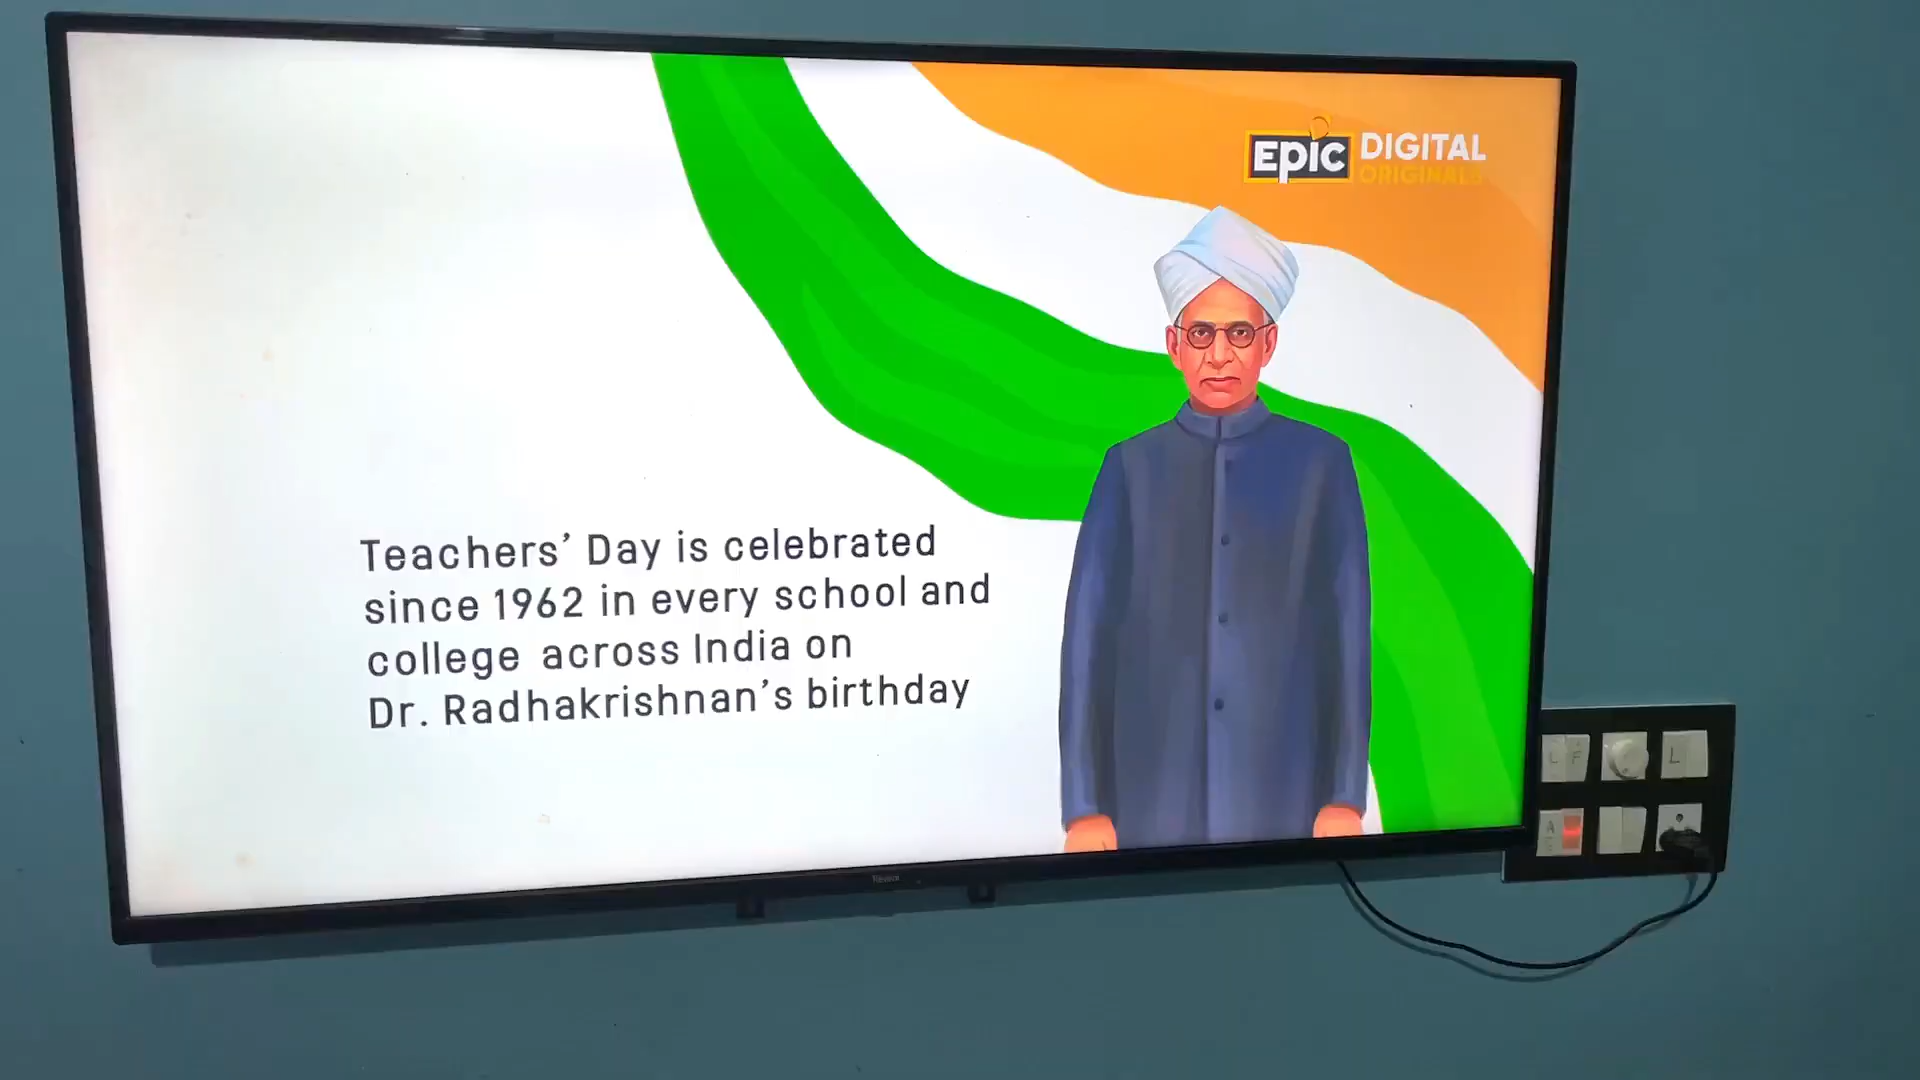 EPIC DIGITAL
ORIGINALS
Teachers' Day is celebrated
since 1962 in every school and
college across India on
Dr. Radhakrishnan's birthday
L F
L
A